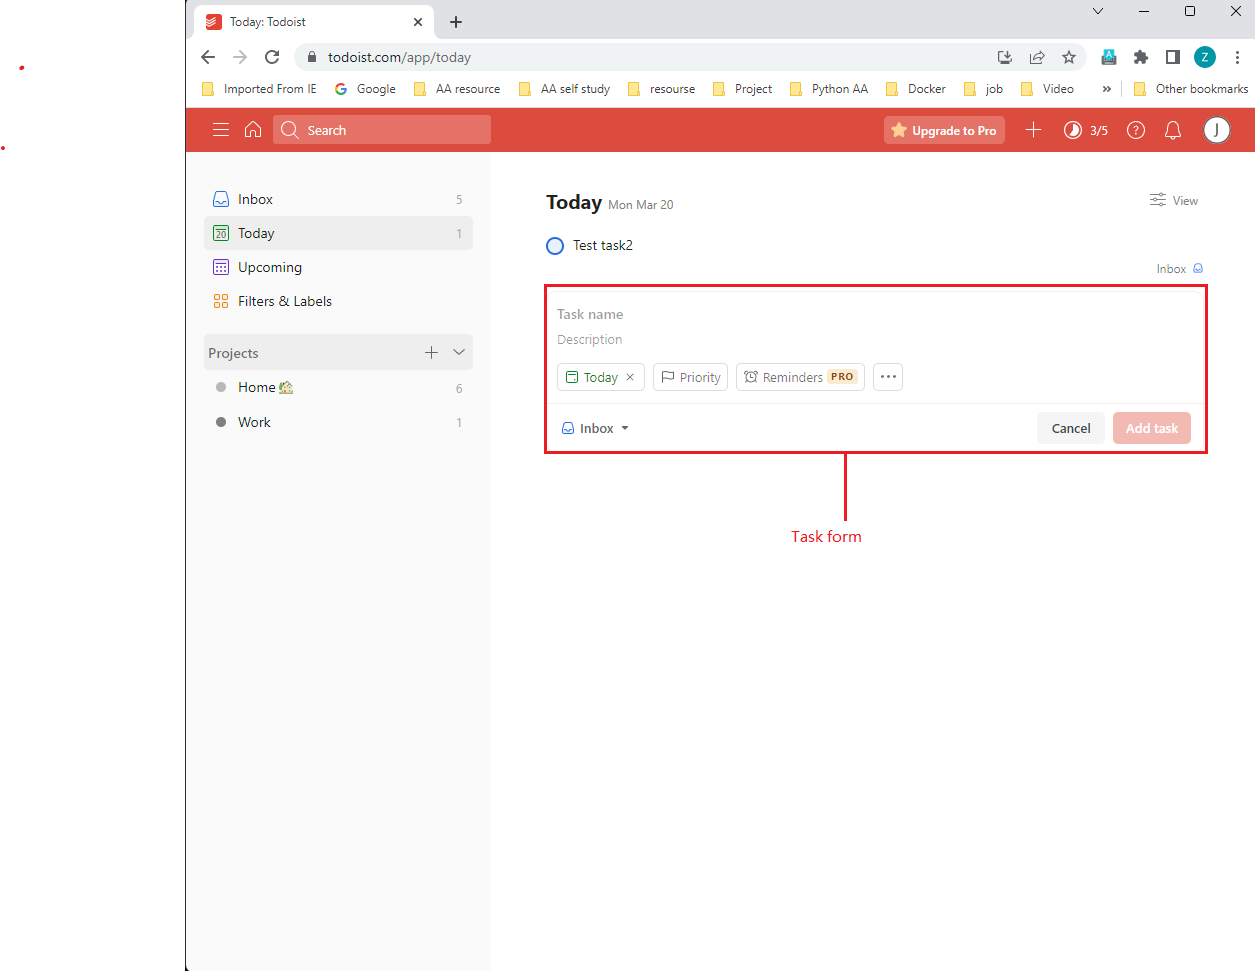 Today: Todoist
todoist.com/app/today
Z
Imported From IE Google AA resource AA self study resourse Project Python AA Docker job Video » Other bookmarks
Search Upgrade to Pro 3/5 ? J
Inbox 5
20 Today 1
Upcoming
Filters & Labels
Projects
Home 6
Work 1
Today Mon Mar 20
View
Test task2
Inbox
Task name
Description
Today Priority Reminders PRO
Inbox Cancel Add task
Task form